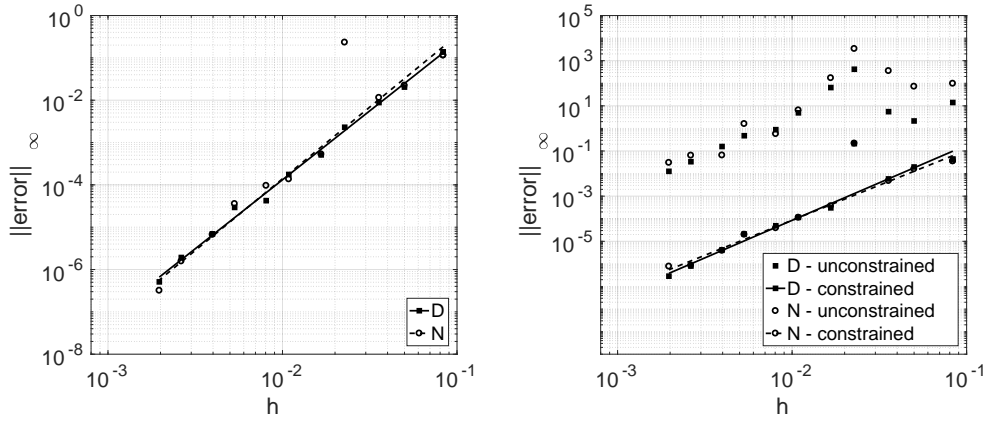 10^0
10^-2
10^-4
10^-6
10^-8
10^-3
10^-2
10^-1
h
||error||_∞
D
N
10^5
10^3
10^1
10^-1
10^-3
10^-5
10^-3
10^-2
10^-1
h
||error||_∞
D - unconstrained
D - constrained
N - unconstrained
N - constrained